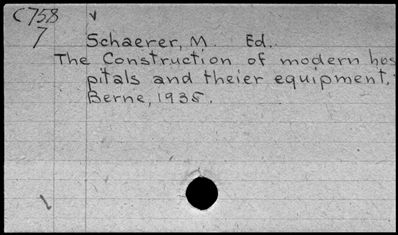 C758
7
Schaerer, M. Ed.
The Construction of modern hos
pitals and theier equipment.
Berne, 1935.